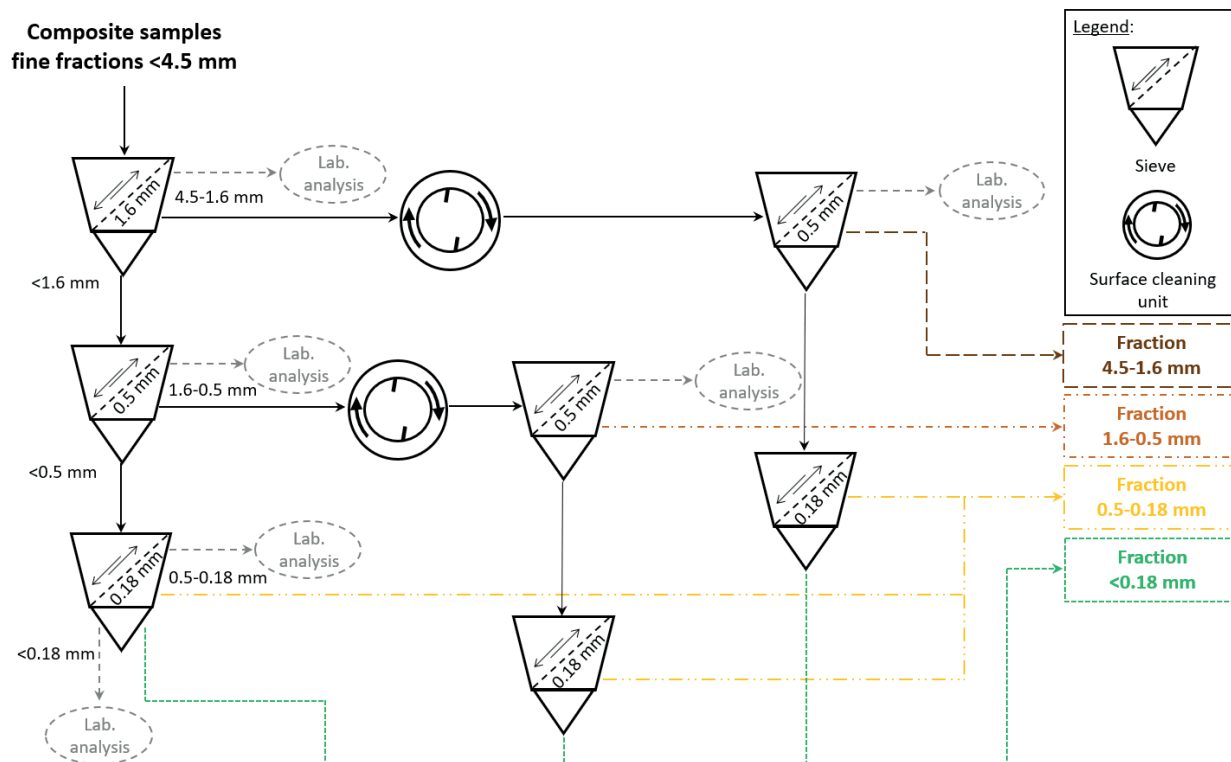 Composite samples
fine fractions <4.5 mm
Legend:
Sieve
Surface cleaning
unit
1.6 mm
4.5-1.6 mm
Lab.
analysis
0.5 mm
Lab.
analysis
<1.6 mm
0.5 mm
1.6-0.5 mm
Lab.
analysis
0.5 mm
Lab.
analysis
<0.5 mm
0.18 mm
0.18 mm
0.5-0.18 mm
Lab.
analysis
0.18 mm
<0.18 mm
Lab.
analysis
Fraction
4.5-1.6 mm
Fraction
1.6-0.5 mm
Fraction
0.5-0.18 mm
Fraction
<0.18 mm